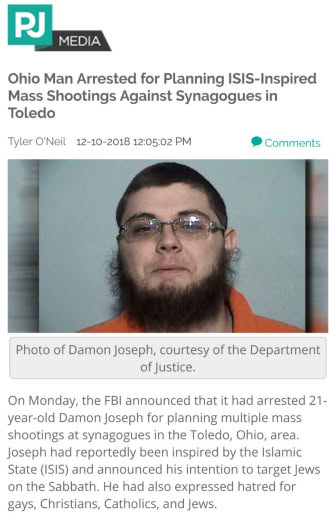 PJ
MEDIA
Ohio Man Arrested for Planning ISIS-Inspired
Mass Shootings Against Synagogues in
Toledo
Tyler O'Neil 12-10-2018 12:05:02 PM
Comments
Photo of Damon Joseph, courtesy of the Department
of Justice.
On Monday, the FBI announced that it had arrested 21-
year-old Damon Joseph for planning multiple mass
shootings at synagogues in the Toledo, Ohio, area.
Joseph had reportedly been inspired by the Islamic
State (ISIS) and announced his intention to target Jews
on the Sabbath. He had also expressed hatred for
gays, Christians, Catholics, and Jews.